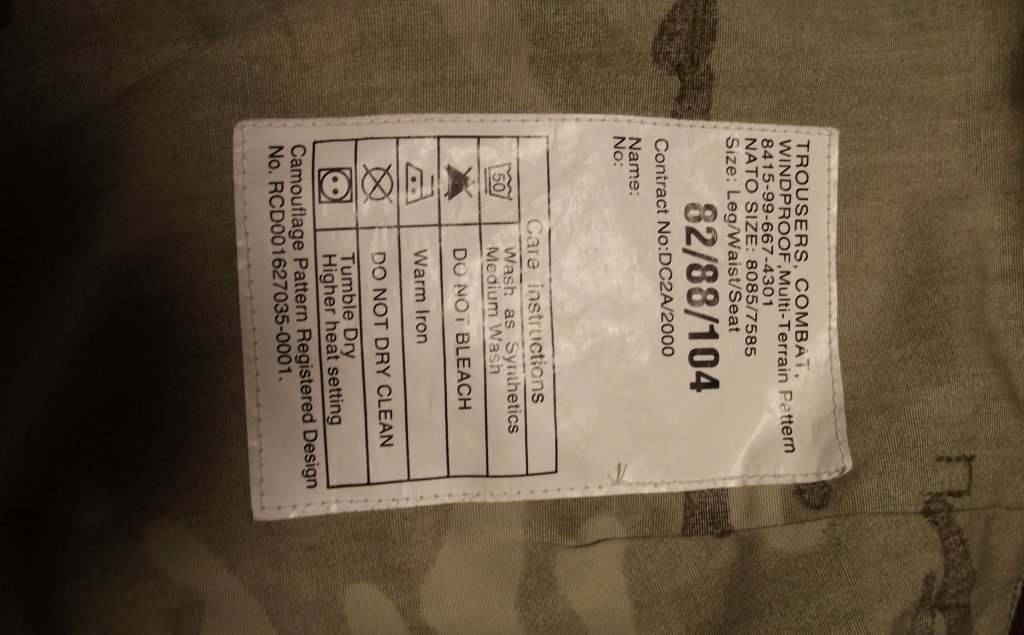 TROUSERS, COMBAT,
WINDPROOF,Multi-Terrain Pattern
8415-99-667-4301
NATO SIZE: 8085/7585
Size: Leg/Waist/Seat
82/88/104
Contract No:DC2A/2000
Name:
No:
Care instructions
50 Wash as Synthetics
Medium Wash
DO NOT BLEACH
Warm Iron
DO NOT DRY CLEAN
Tumble Dry
Higher heat setting
Camouflage Pattern Registered Design
No. RCD001627035-0001.